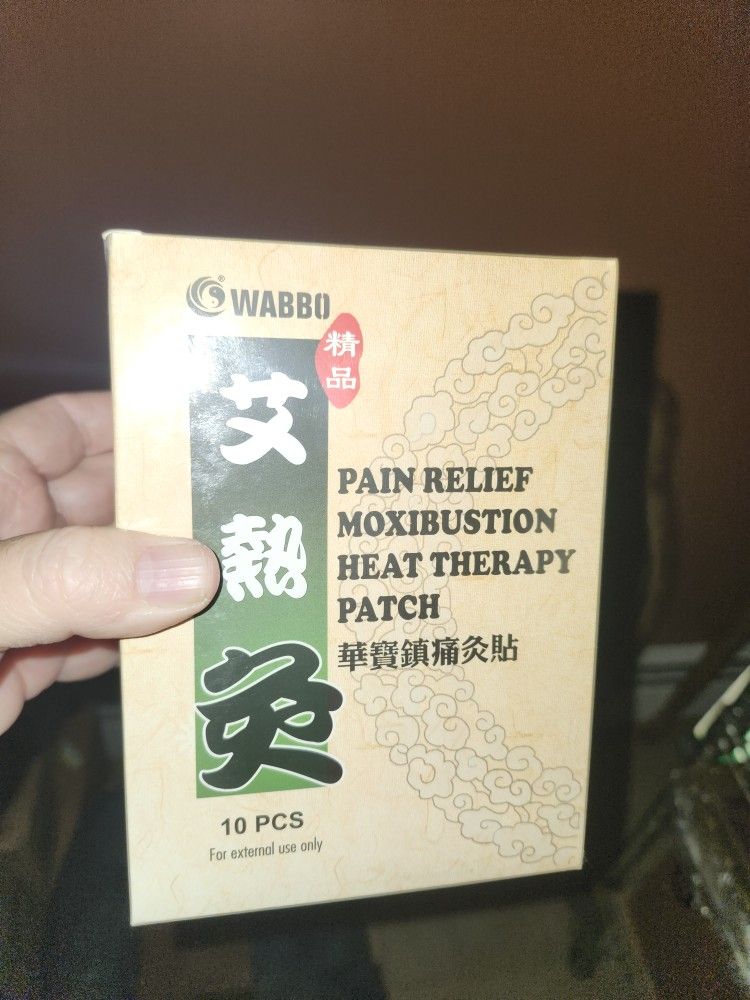 WABBO
精品
艾熱灸
PAIN RELIEF
MOXIBUSTION
HEAT THERAPY
PATCH
華寶鎮痛灸貼
10 PCS
For external use only